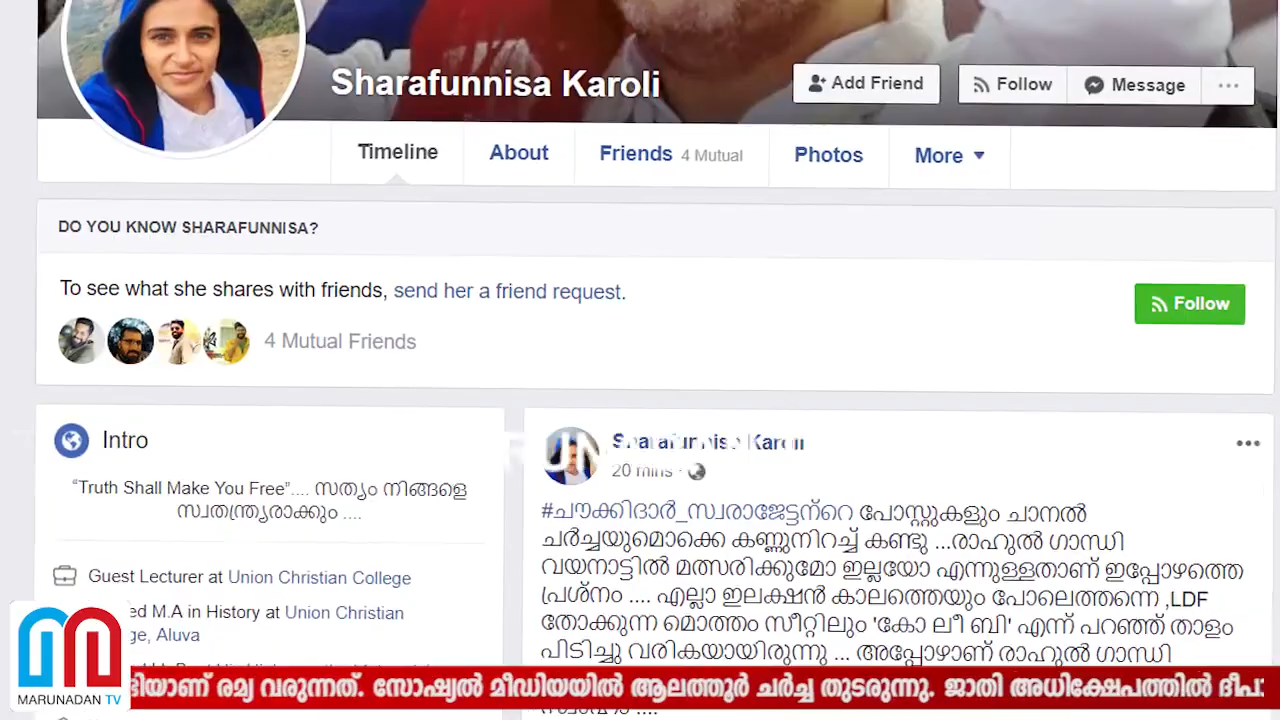 Sharafunnisa Karoli
Add Friend
Follow
Message
Timeline
About
Friends 4 Mutual
Photos
More
DO YOU KNOW SHARAFUNNISA?
To see what she shares with friends, send her a friend request.
Follow
4 Mutual Friends
Intro
“Truth Shall Make You Free”.... സത്യം നിങ്ങളെ
സ്വതന്ത്ര്യരാക്കും ....
Guest Lecturer at Union Christian College
M.A in History at Union Christian
Aluva
Sharafunnisa Karoli
20 mins
#ചൗക്കിദാർ_സ്വരാജേട്ടന്റെ പോസ്റ്റുകളും ചാനൽ
ചർച്ചയുമൊക്കെ കണ്ണുനിറച്ച് കണ്ടു ...രാഹുൽ ഗാന്ധി
വയനാട്ടിൽ മത്സരിക്കുമോ ഇല്ലയോ എന്നുള്ളതാണ് ഇപ്പോഴത്തെ
പ്രശ്നം .... എല്ലാ ഇലക്ഷൻ കാലത്തെയും പോലെത്തന്നെ ,LDF
തോക്കുന്ന മൊത്തം സീറ്റിലും 'കോ ലീ ബി' എന്ന് പറഞ്ഞ് താളം
പിടിച്ചു വരികയായിരുന്നു ... അപ്പോഴാണ് രാഹുൽ ഗാന്ധി
MARUNADAN TV
രമ്യ വരുന്നത്. സോഷ്യൽ മീഡിയയിൽ ആലത്തൂർ ചർച്ച തുടരുന്നു. ജാതി അധിക്ഷേപത്തിൽ